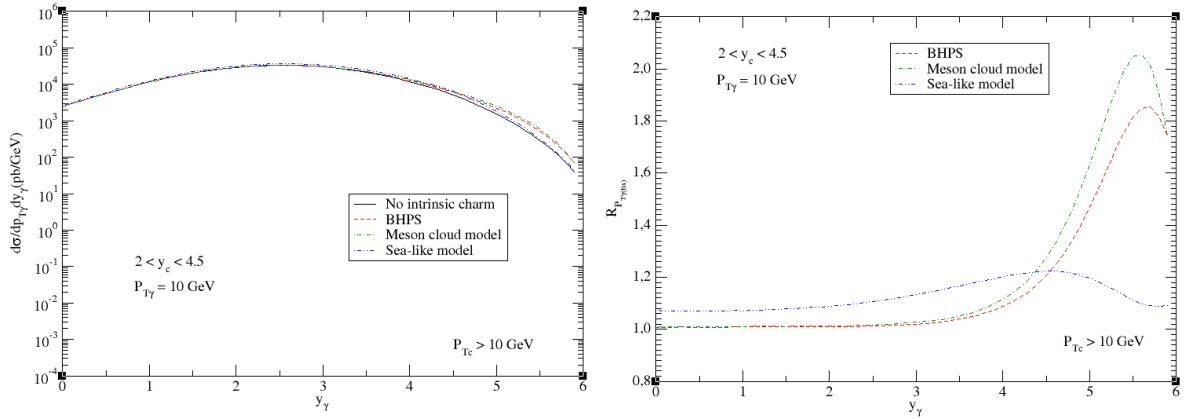 10^6
10^5
10^4
10^3
10^2
10^1
10^0
10^-1
10^-2
10^-3
10^-4
dσ/dp_Tγ dy_γ (pb/GeV)
No intrinsic charm
BHPS
Meson cloud model
Sea-like model
2 < y_c < 4.5
P_Tγ = 10 GeV
P_Tc > 10 GeV
0 1 2 3 4 5 6
y_γ
2.2
2.0
1.8
1.6
1.4
1.2
1.0
0.8
2 < y_c < 4.5
P_Tγ = 10 GeV
BHPS
Meson cloud model
Sea-like model
P_Tc > 10 GeV
0 1 2 3 4 5 6
y_γ